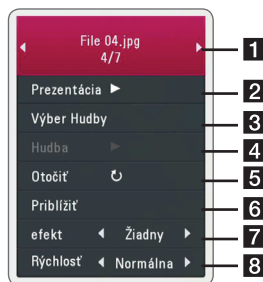 File 04.jpg
4/7
1
Prezentácia
2
Výber Hudby
3
Hudba
4
Otočiť
5
Priblížiť
6
efekt Žiadny
7
Rýchlosť Normálna
8